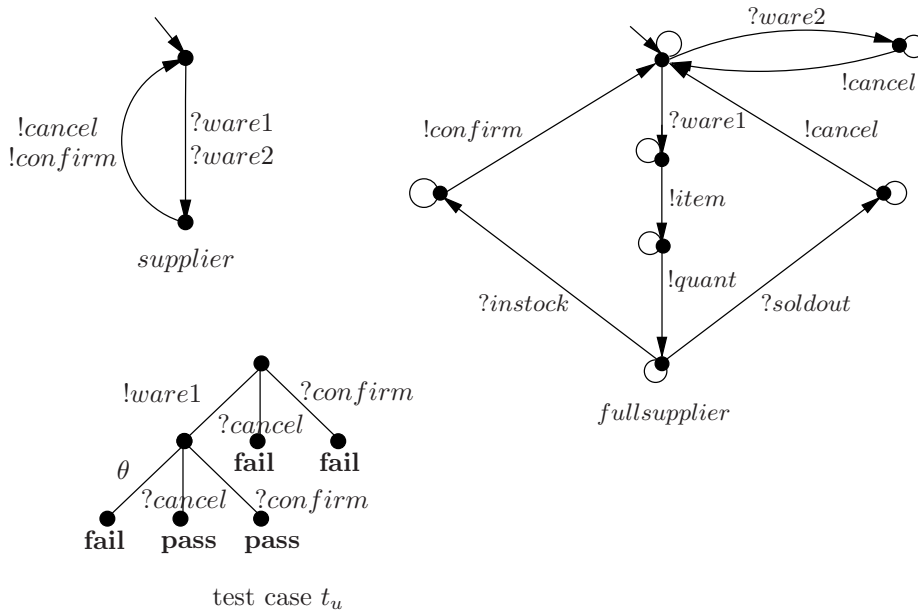 !cancel
!confirm
?ware1
?ware2
supplier
?ware2
!cancel
!confirm
?ware1
!cancel
!item
!quant
?instock
?soldout
fullsupplier
!ware1
?cancel
?confirm
fail
fail
θ
?cancel
?confirm
fail
pass
pass
test case t_u